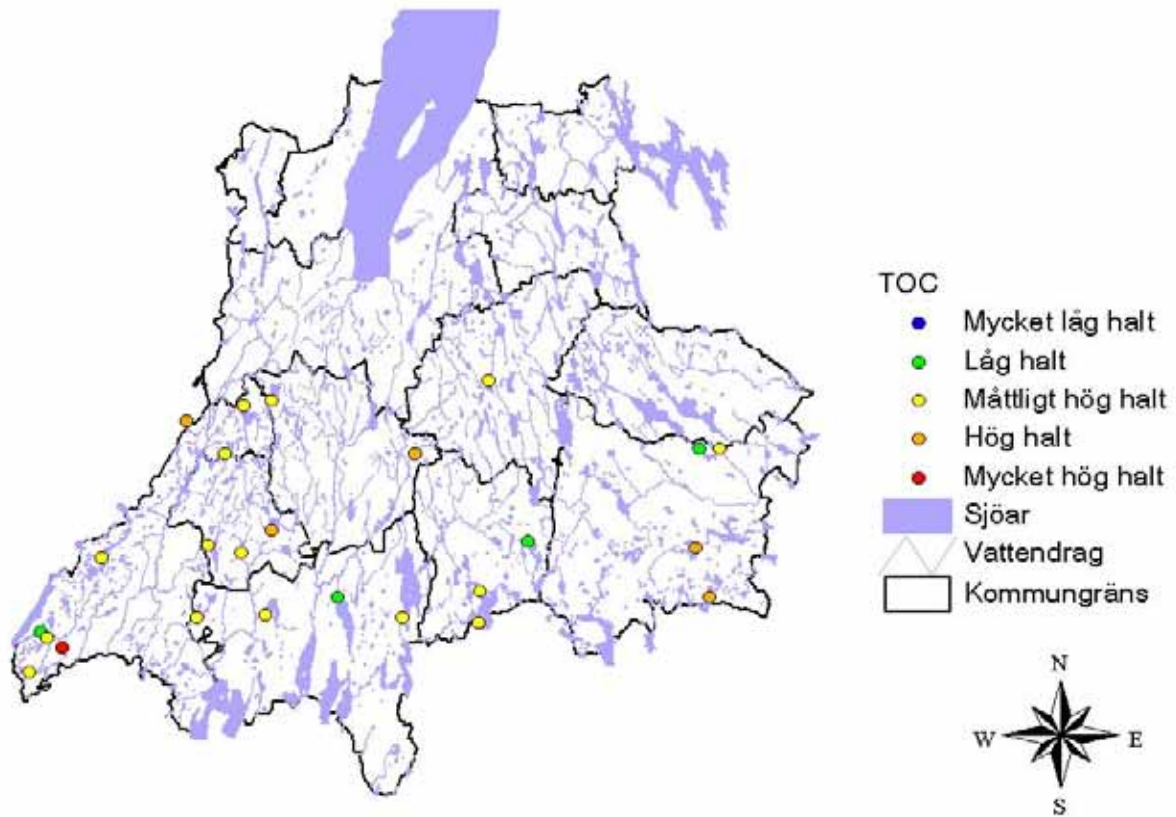 TOC
Mycket låg halt
Låg halt
Måttligt hög halt
Hög halt
Mycket hög halt
Sjöar
Vattendrag
Kommungräns
N
W E
S